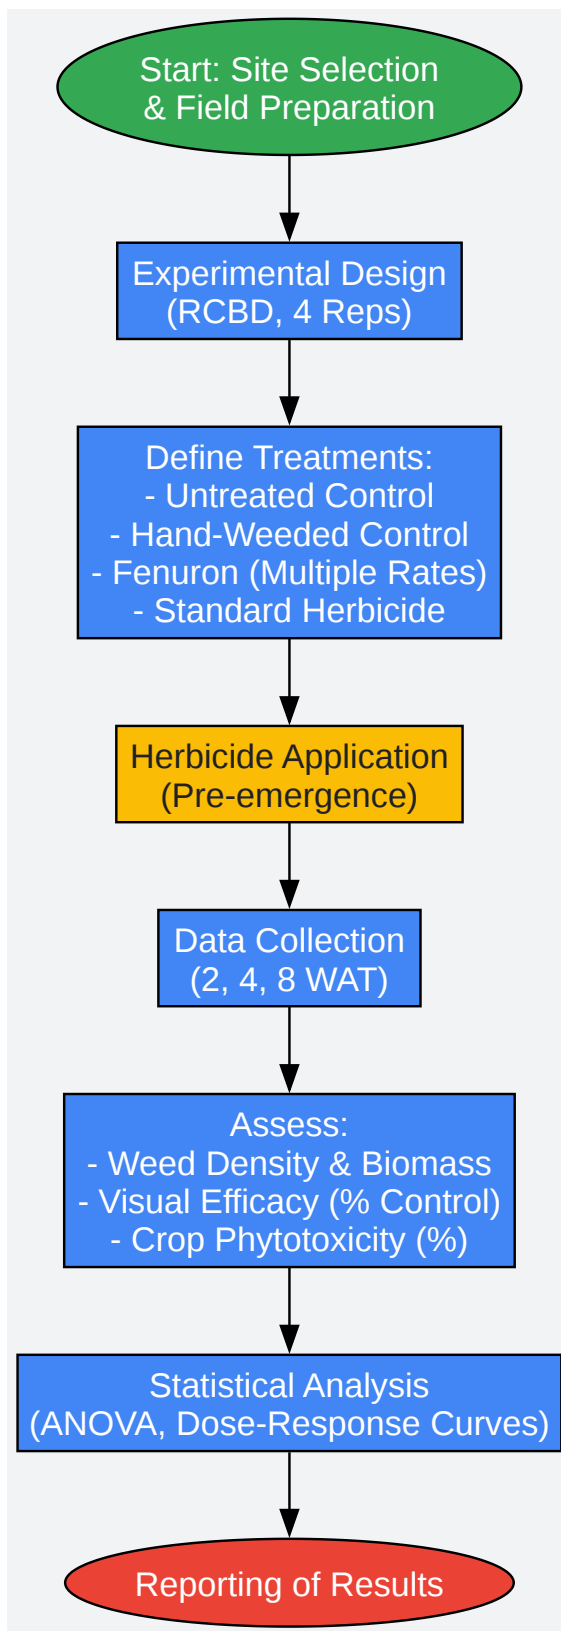 Start: Site Selection
& Field Preparation
Experimental Design
(RCBD, 4 Reps)
Define Treatments:
- Untreated Control
- Hand-Weeded Control
- Fenuron (Multiple Rates)
- Standard Herbicide
Herbicide Application
(Pre-emergence)
Data Collection
(2, 4, 8 WAT)
Assess:
- Weed Density & Biomass
- Visual Efficacy (% Control)
- Crop Phytotoxicity (%)
Statistical Analysis
(ANOVA, Dose-Response Curves)
Reporting of Results